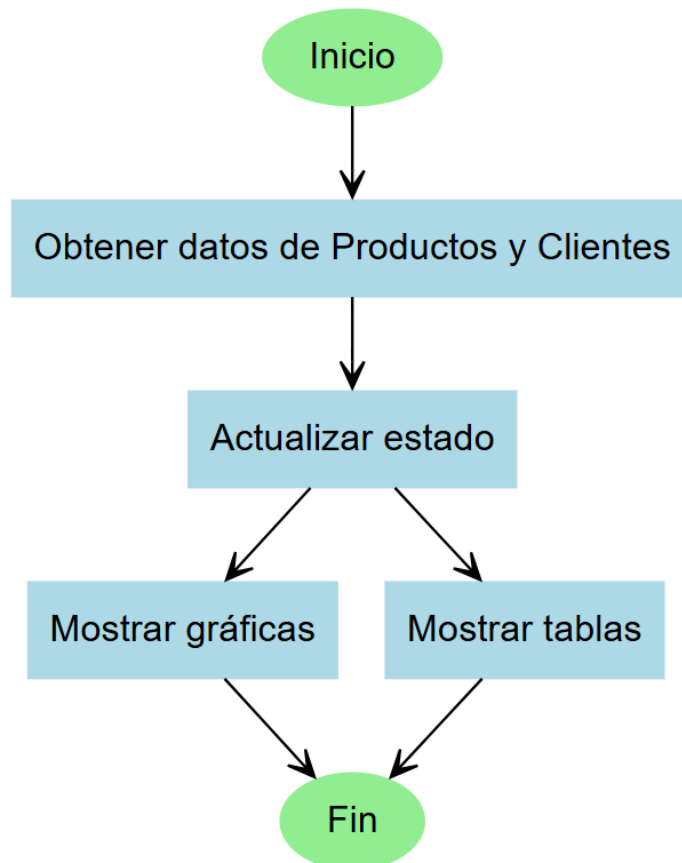 Inicio
Obtener datos de Productos y Clientes
Actualizar estado
Mostrar gráficas
Mostrar tablas
Fin